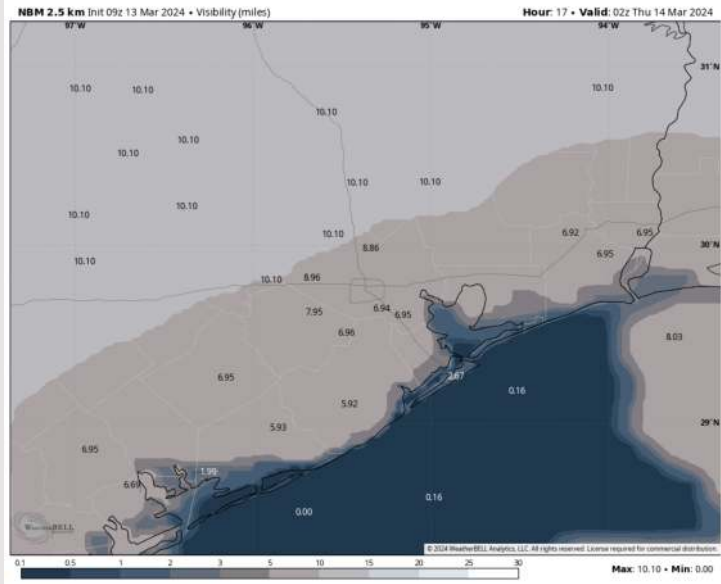 NBM 2.5 km Init 09z 13 Mar 2024 • Visibility (miles) Hour: 17 • Valid: 02z Thu 14 Mar 2024
97°W 96°W 95°W 94°W
31°N
10.10 10.10 10.10
10.10
10.10
10.10
10.10 10.10
10.10
10.10
10.10 6.92 6.95
30°N
8.86
6.95
10.10
10.10 8.96
7.95 6.94 6.95
6.96 8.03
6.95 2.67
0.16
5.92
5.93 29°N
6.95
1.99
6.69
0.16
0.00
WeatherBELL
© 2024 WeatherBELL Analytics, LLC. All rights reserved. License required for commercial distribution.
0.1 0.5 1 2 3 5 10 15 20 25 30
Max: 10.10 • Min: 0.00